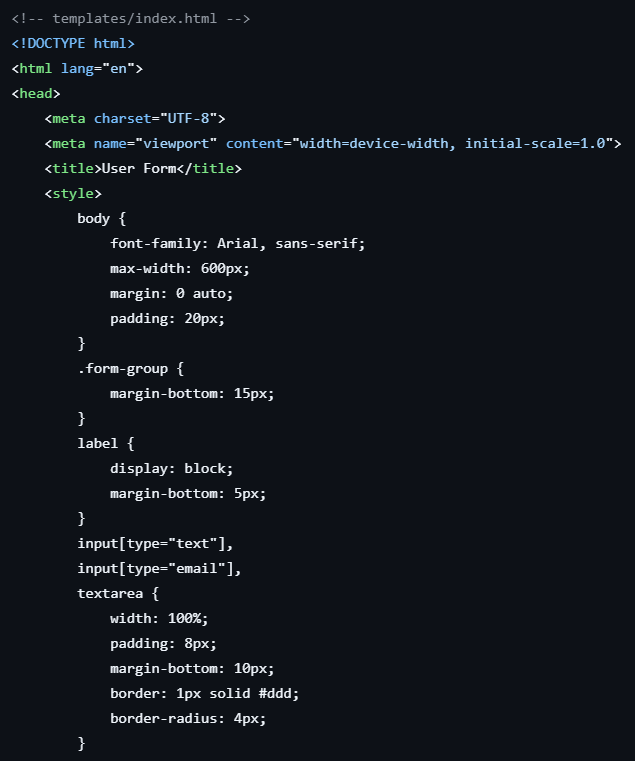 <!-- templates/index.html -->
<!DOCTYPE html>
<html lang="en">
<head>
    <meta charset="UTF-8">
    <meta name="viewport" content="width=device-width, initial-scale=1.0">
    <title>User Form</title>
    <style>
        body {
            font-family: Arial, sans-serif;
            max-width: 600px;
            margin: 0 auto;
            padding: 20px;
        }
        .form-group {
            margin-bottom: 15px;
        }
        label {
            display: block;
            margin-bottom: 5px;
        }
        input[type="text"],
        input[type="email"],
        textarea {
            width: 100%;
            padding: 8px;
            margin-bottom: 10px;
            border: 1px solid #ddd;
            border-radius: 4px;
        }